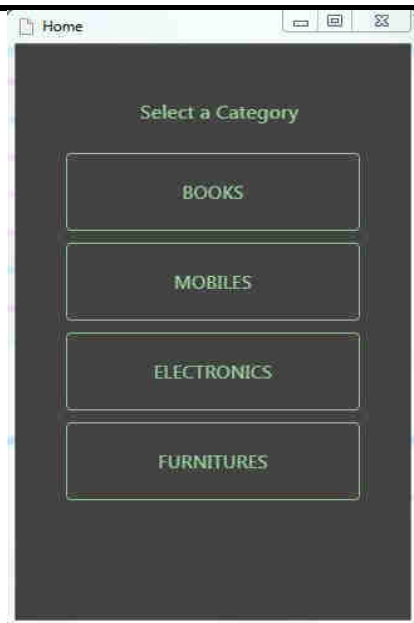 Home
Select a Category
BOOKS
MOBILES
ELECTRONICS
FURNITURES